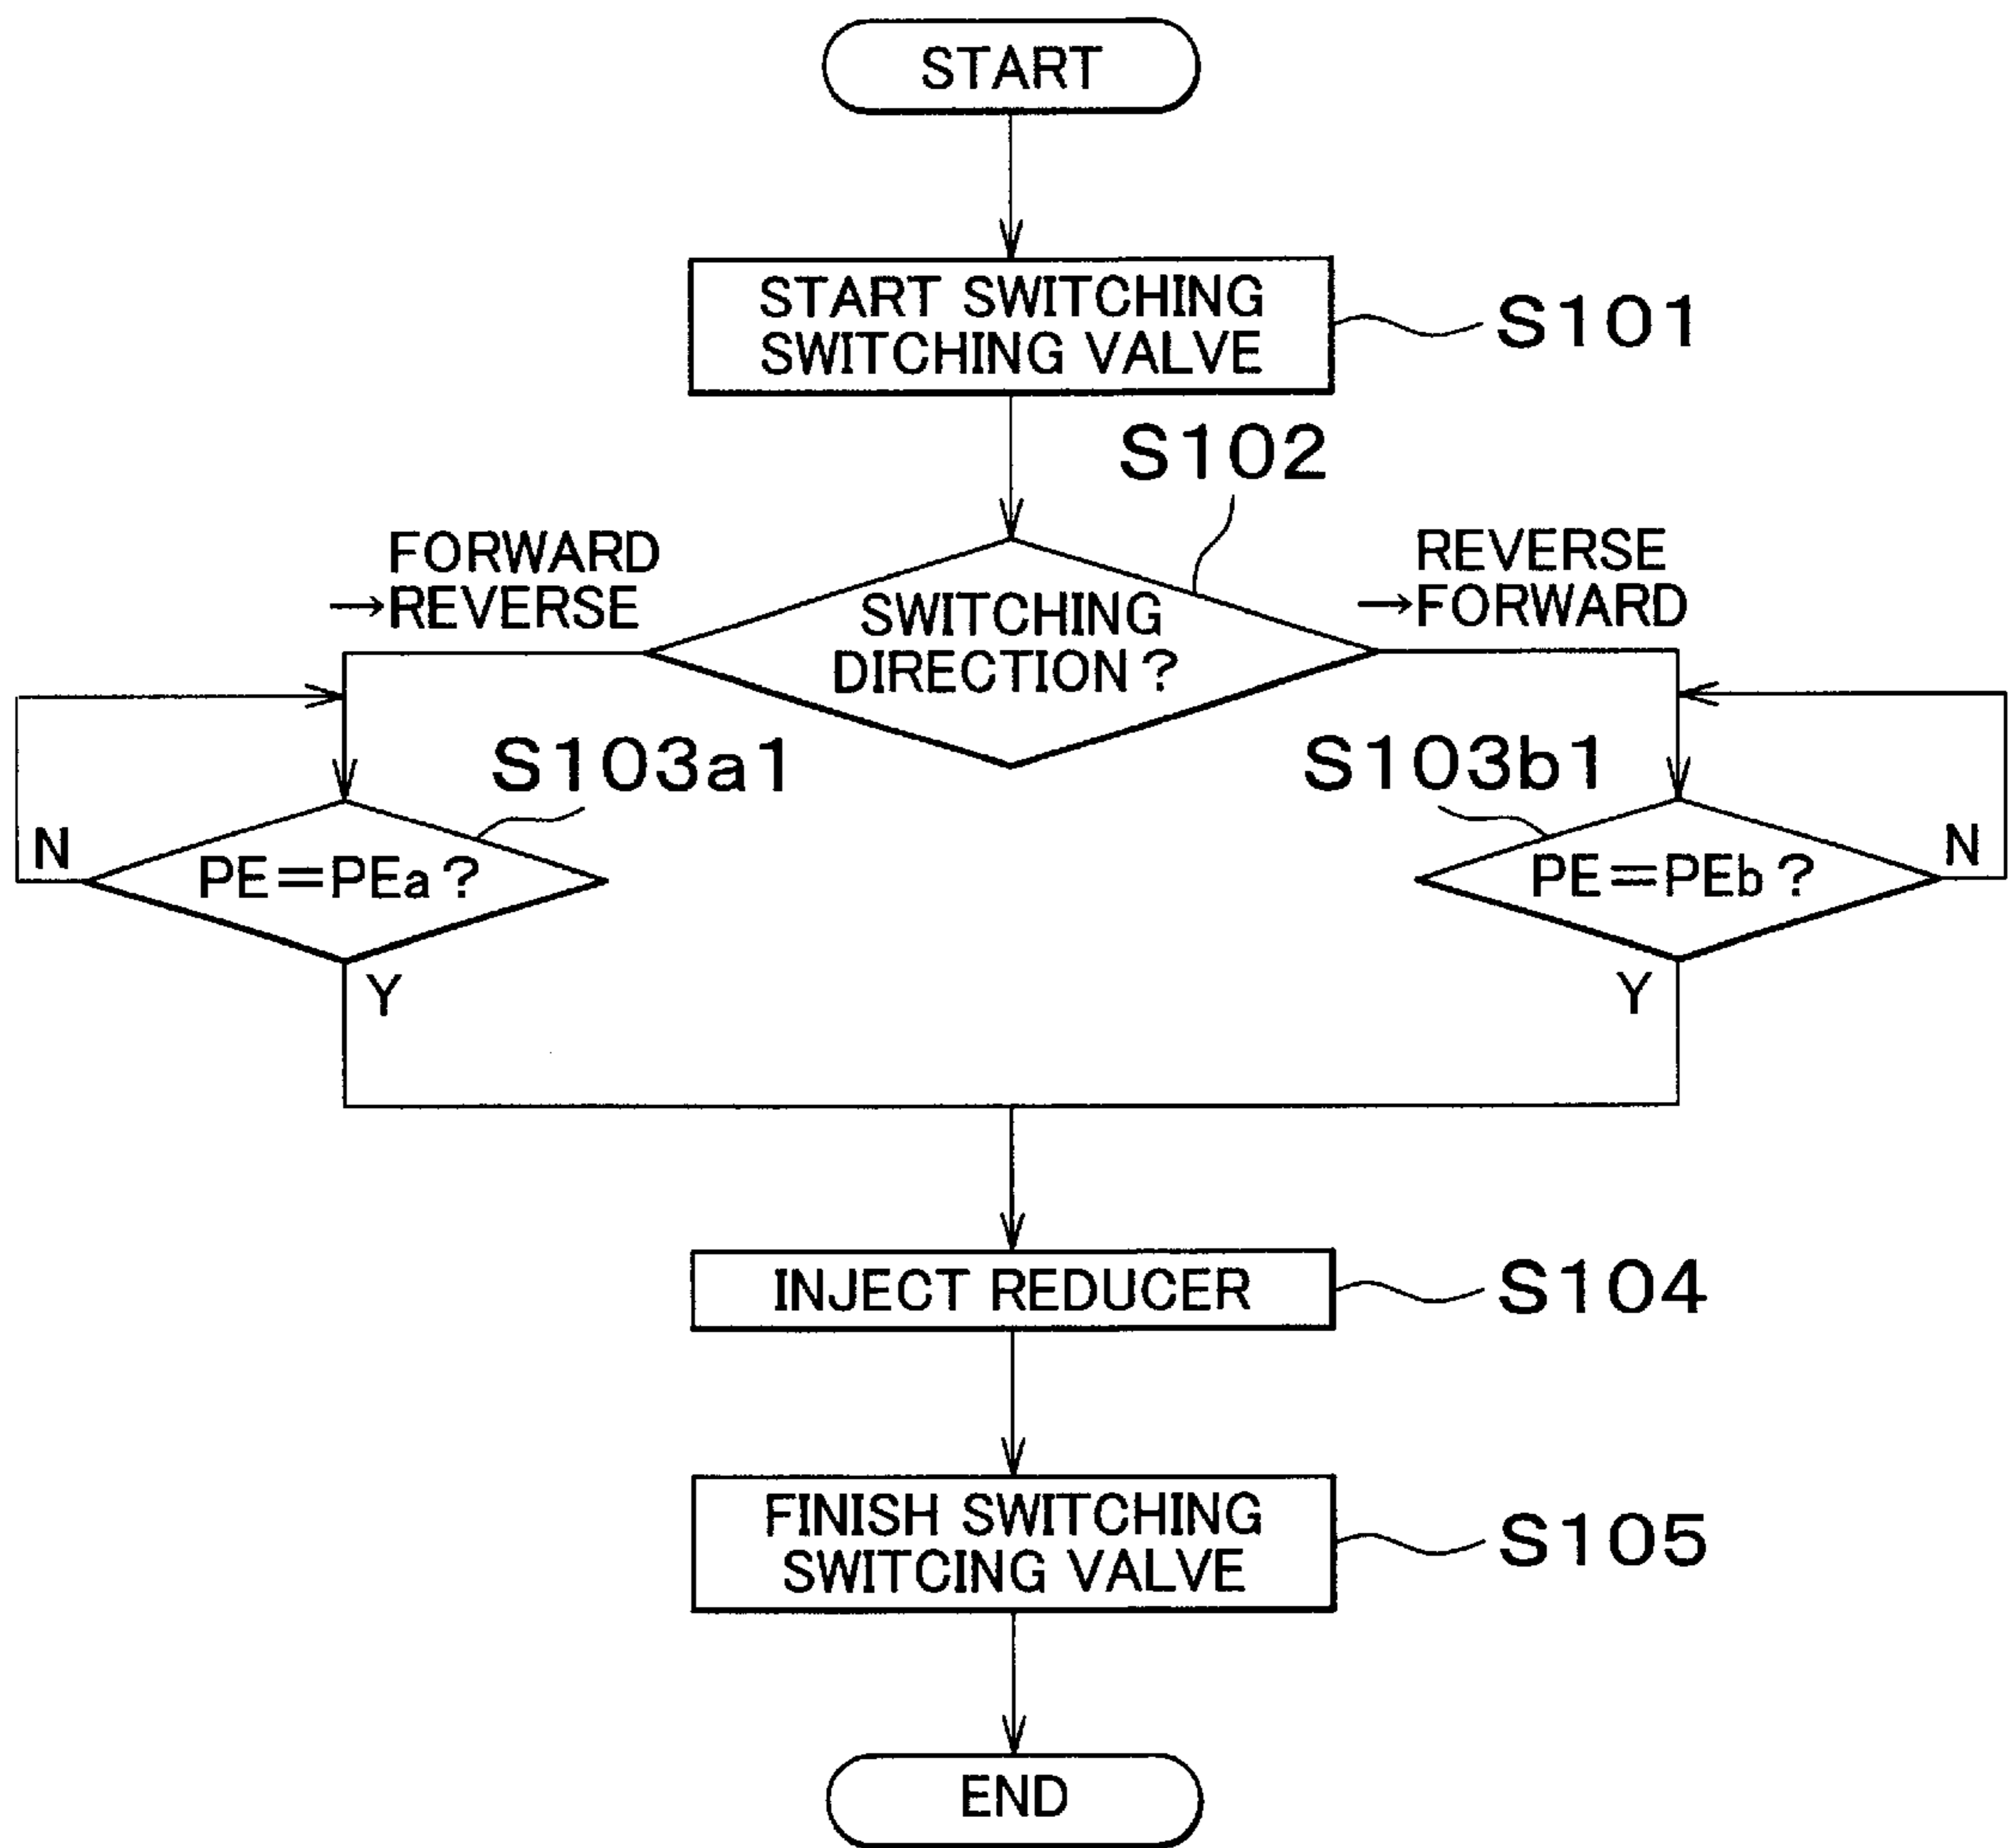 START
START SWITCHING
SWITCHING VALVE
S101
S102
FORWARD
→REVERSE
SWITCHING
DIRECTION?
REVERSE
→FORWARD
S103a1
S103b1
N
PE=PEa?
Y
PE=PEb?
N
Y
INJECT REDUCER
S104
FINISH SWITCHING
SWITCING VALVE
S105
END